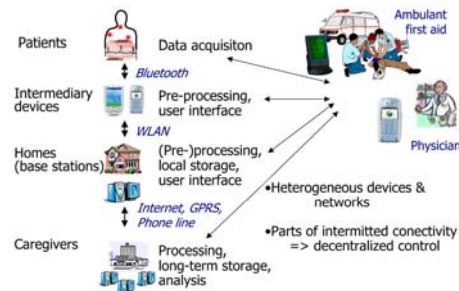 Patients
Data acquisiton
Bluetooth
Intermediary
devices
Pre-processing,
user interface
WLAN
Homes
(base stations)
(Pre-)processing,
local storage,
user interface
Internet, GPRS,
Phone line
Caregivers
Processing,
long-term storage,
analysis
Ambulant
first aid
Physician
•Heterogeneous devices &
networks
•Parts of intermitted conectivity
=> decentralized control